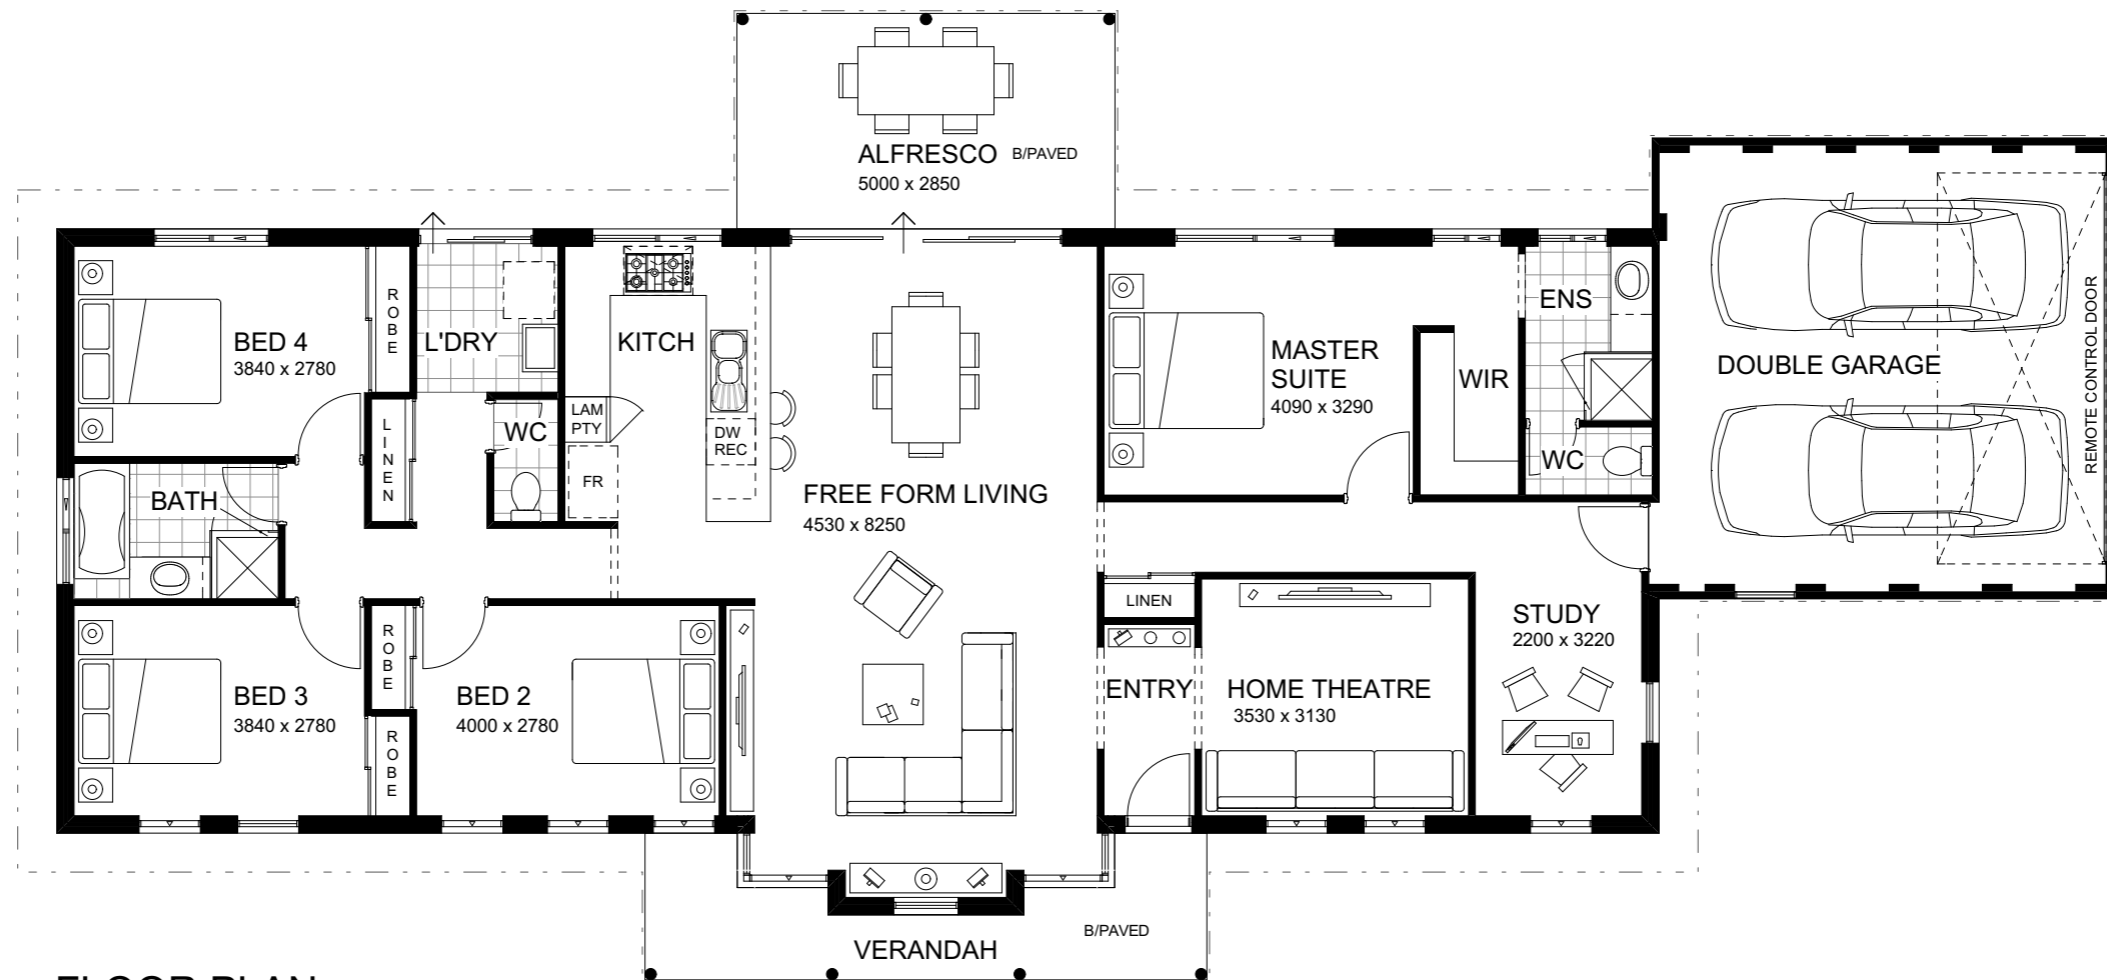 ALFRESCO B/PAVED
5000 x 2850
BED 4
3840 x 2780
ROBE
L'DRY
KITCH
LINEN
WC
LAM
PTY
FR
DW
REC
BATH
FREE FORM LIVING
4530 x 8250
MASTER
SUITE
4090 x 3290
WIR
ENS
WC
DOUBLE GARAGE
REMOTE CONTROL DOOR
BED 3
3840 x 2780
ROBE
ROBE
BED 2
4000 x 2780
LINEN
ENTRY
HOME THEATRE
3530 x 3130
STUDY
2200 x 3220
VERANDAH
B/PAVED
FLOOR PLAN